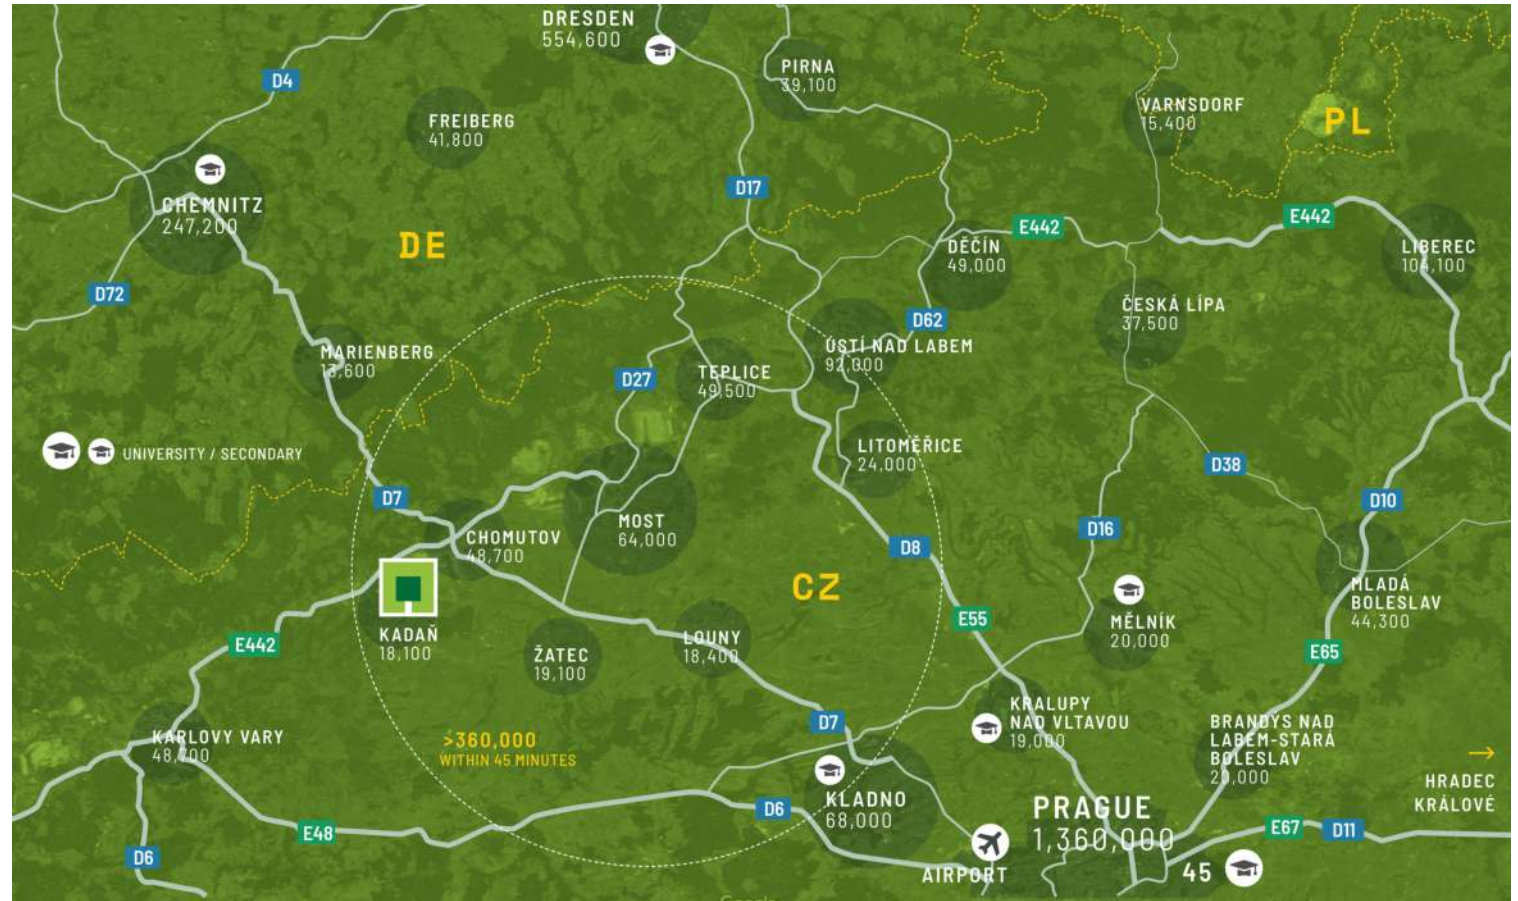 DRESDEN
554,600
PIRNA
39,100
D4
VARNSDORF
15,400
PL
FREIBERG
41,800
D17
CHEMNITZ
247,200
E442
E442
DE
DĚČÍN
49,000
LIBEREC
104,100
D72
ČESKÁ LÍPA
37,500
D62
MARIENBERG
13,600
ÚSTÍ NAD LABEM
92,000
D27
TEPLICE
49,500
UNIVERSITY / SECONDARY
LITOMĚŘICE
24,000
D38
D7
D10
CHOMUTOV
48,700
MOST
64,000
D16
D8
CZ
MLADÁ
BOLESLAV
44,300
KADAŇ
18,100
E55
MĚLNÍK
20,000
E442
ŽATEC
19,100
LOUNY
18,400
E65
KARLOVY VARY
48,700
>360,000
WITHIN 45 MINUTES
D7
KRALUPY
NAD VLTAVOU
19,000
BRANDÝS NAD
LABEM-STARÁ
BOLESLAV
20,000
HRADEC
KRÁLOVÉ
KLADNO
68,000
D6
PRAGUE
1,360,000
E48
E67
D11
D6
AIRPORT
45